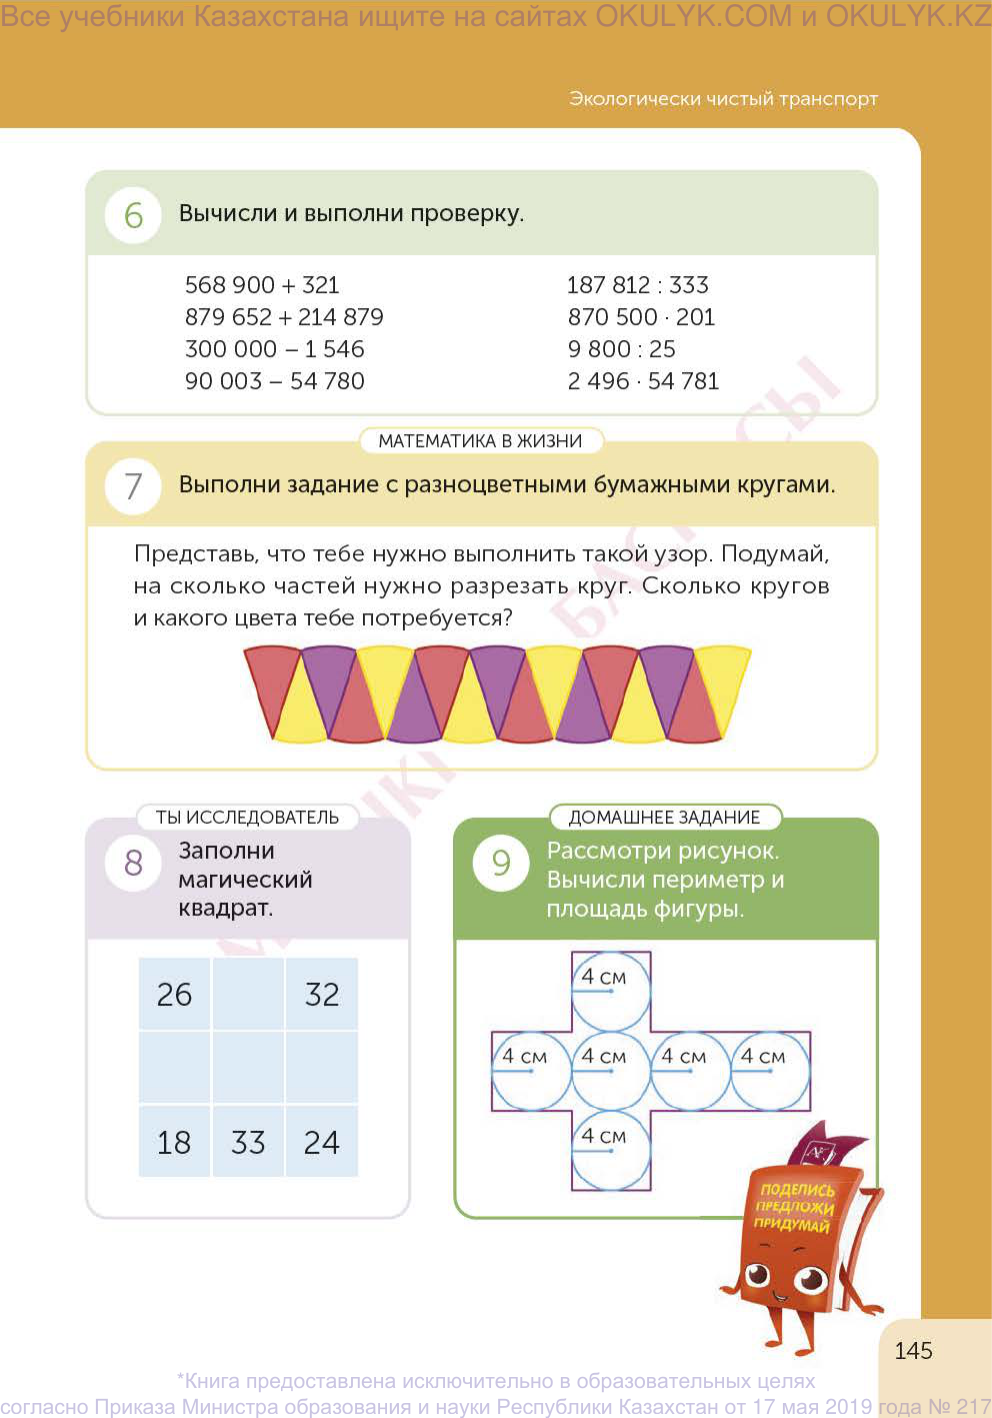 Все учебники Казахстана ищите на сайтах OKULYK.COM и OKULYK.KZ
Экологически чистый транспорт
6 Вычисли и выполни проверку.
568 900 + 321
879 652 + 214 879
300 000 – 1 546
90 003 – 54 780
187 812 : 333
870 500 · 201
9 800 : 25
2 496 · 54 781
МАТЕМАТИКА В ЖИЗНИ
7 Выполни задание с разноцветными бумажными кругами.
Представь, что тебе нужно выполнить такой узор. Подумай,
на сколько частей нужно разрезать круг. Сколько кругов
и какого цвета тебе потребуется?
ТЫ ИССЛЕДОВАТЕЛЬ
8 Заполни
магический
квадрат.
26 32
18 33 24
ДОМАШНЕЕ ЗАДАНИЕ
9 Рассмотри рисунок.
Вычисли периметр и
площадь фигуры.
4 см
4 см 4 см 4 см 4 см
4 см
ПОДЕЛИСЬ
ПРЕДЛОЖИ
ПРИДУМАЙ
145
*Книга предоставлена исключительно в образовательных целях
согласно Приказа Министра образования и науки Республики Казахстан от 17 мая 2019 года № 217